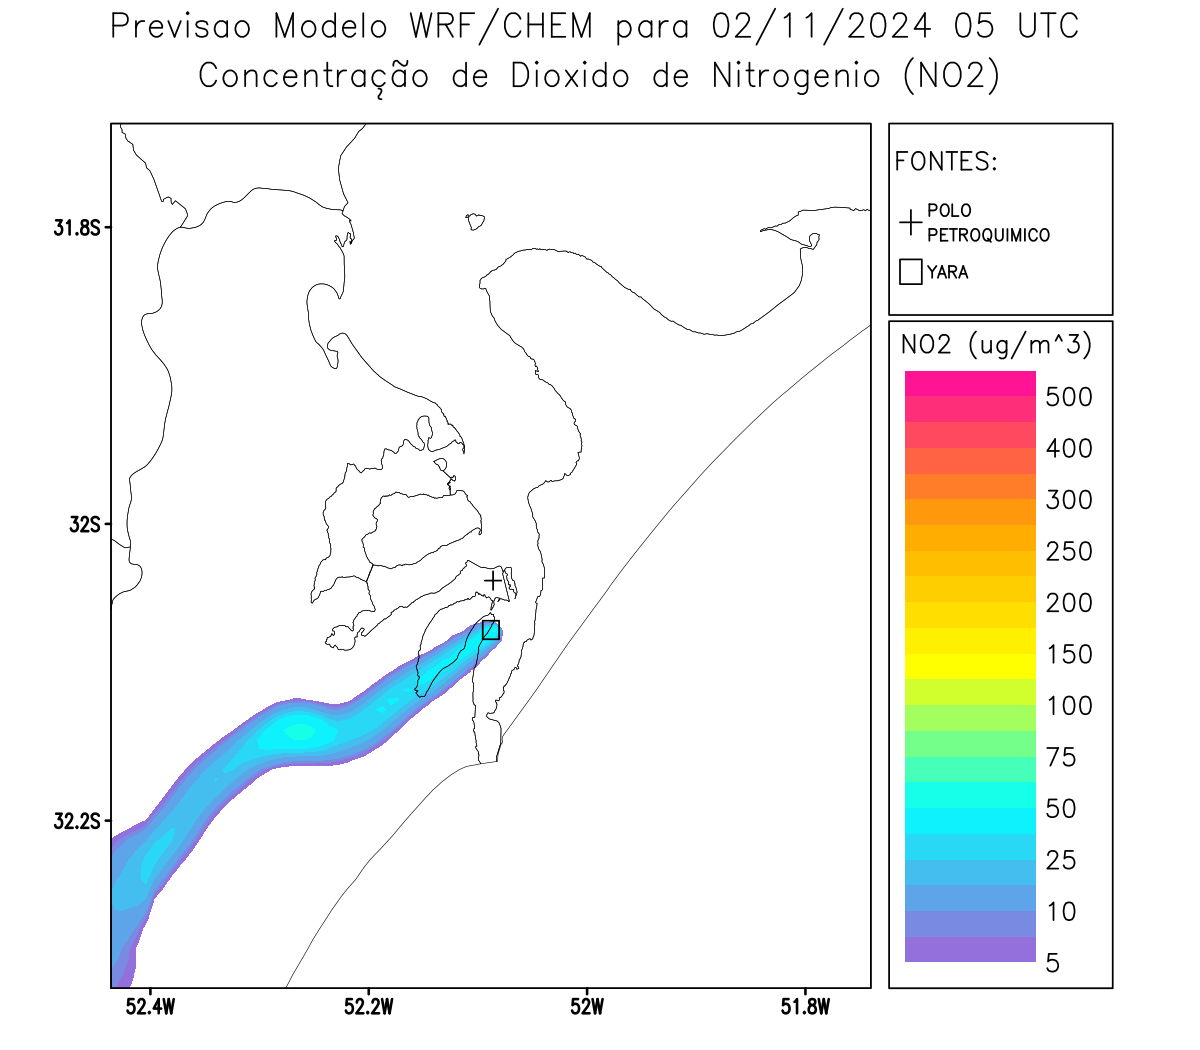 Previsao Modelo WRF/CHEM para 02/11/2024 05 UTC
Concentração de Dioxido de Nitrogenio (NO2)
FONTES:
POLO
PETROQUIMICO
YARA
NO2 (ug/m^3)
500
400
300
250
200
150
100
75
50
25
10
5
31.8S
32S
32.2S
52.4W
52.2W
52W
51.8W